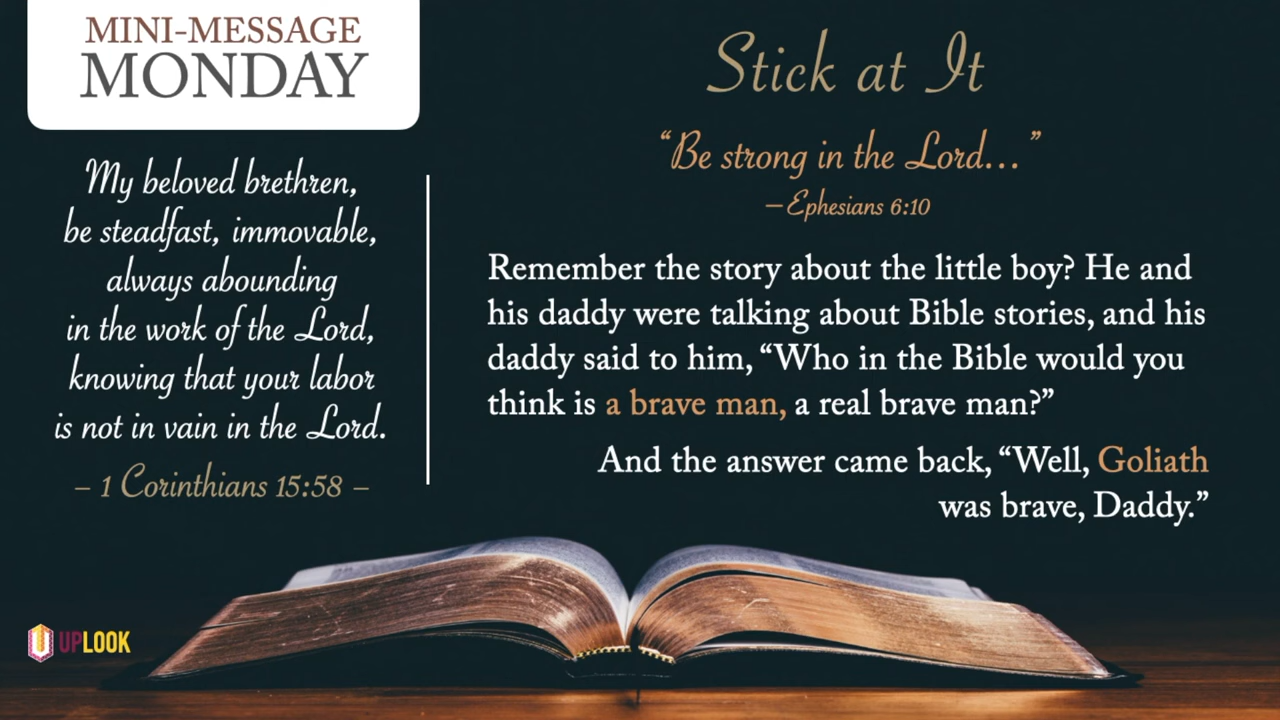 MINI-MESSAGE
MONDAY
My beloved brethren,
be steadfast, immovable,
always abounding
in the work of the Lord,
knowing that your labor
is not in vain in the Lord.
– 1 Corinthians 15:58 –
Stick at It
“Be strong in the Lord...”
–Ephesians 6:10
Remember the story about the little boy? He and
his daddy were talking about Bible stories, and his
daddy said to him, “Who in the Bible would you
think is a brave man, a real brave man?”
And the answer came back, “Well, Goliath
was brave, Daddy.”
UPLOOK